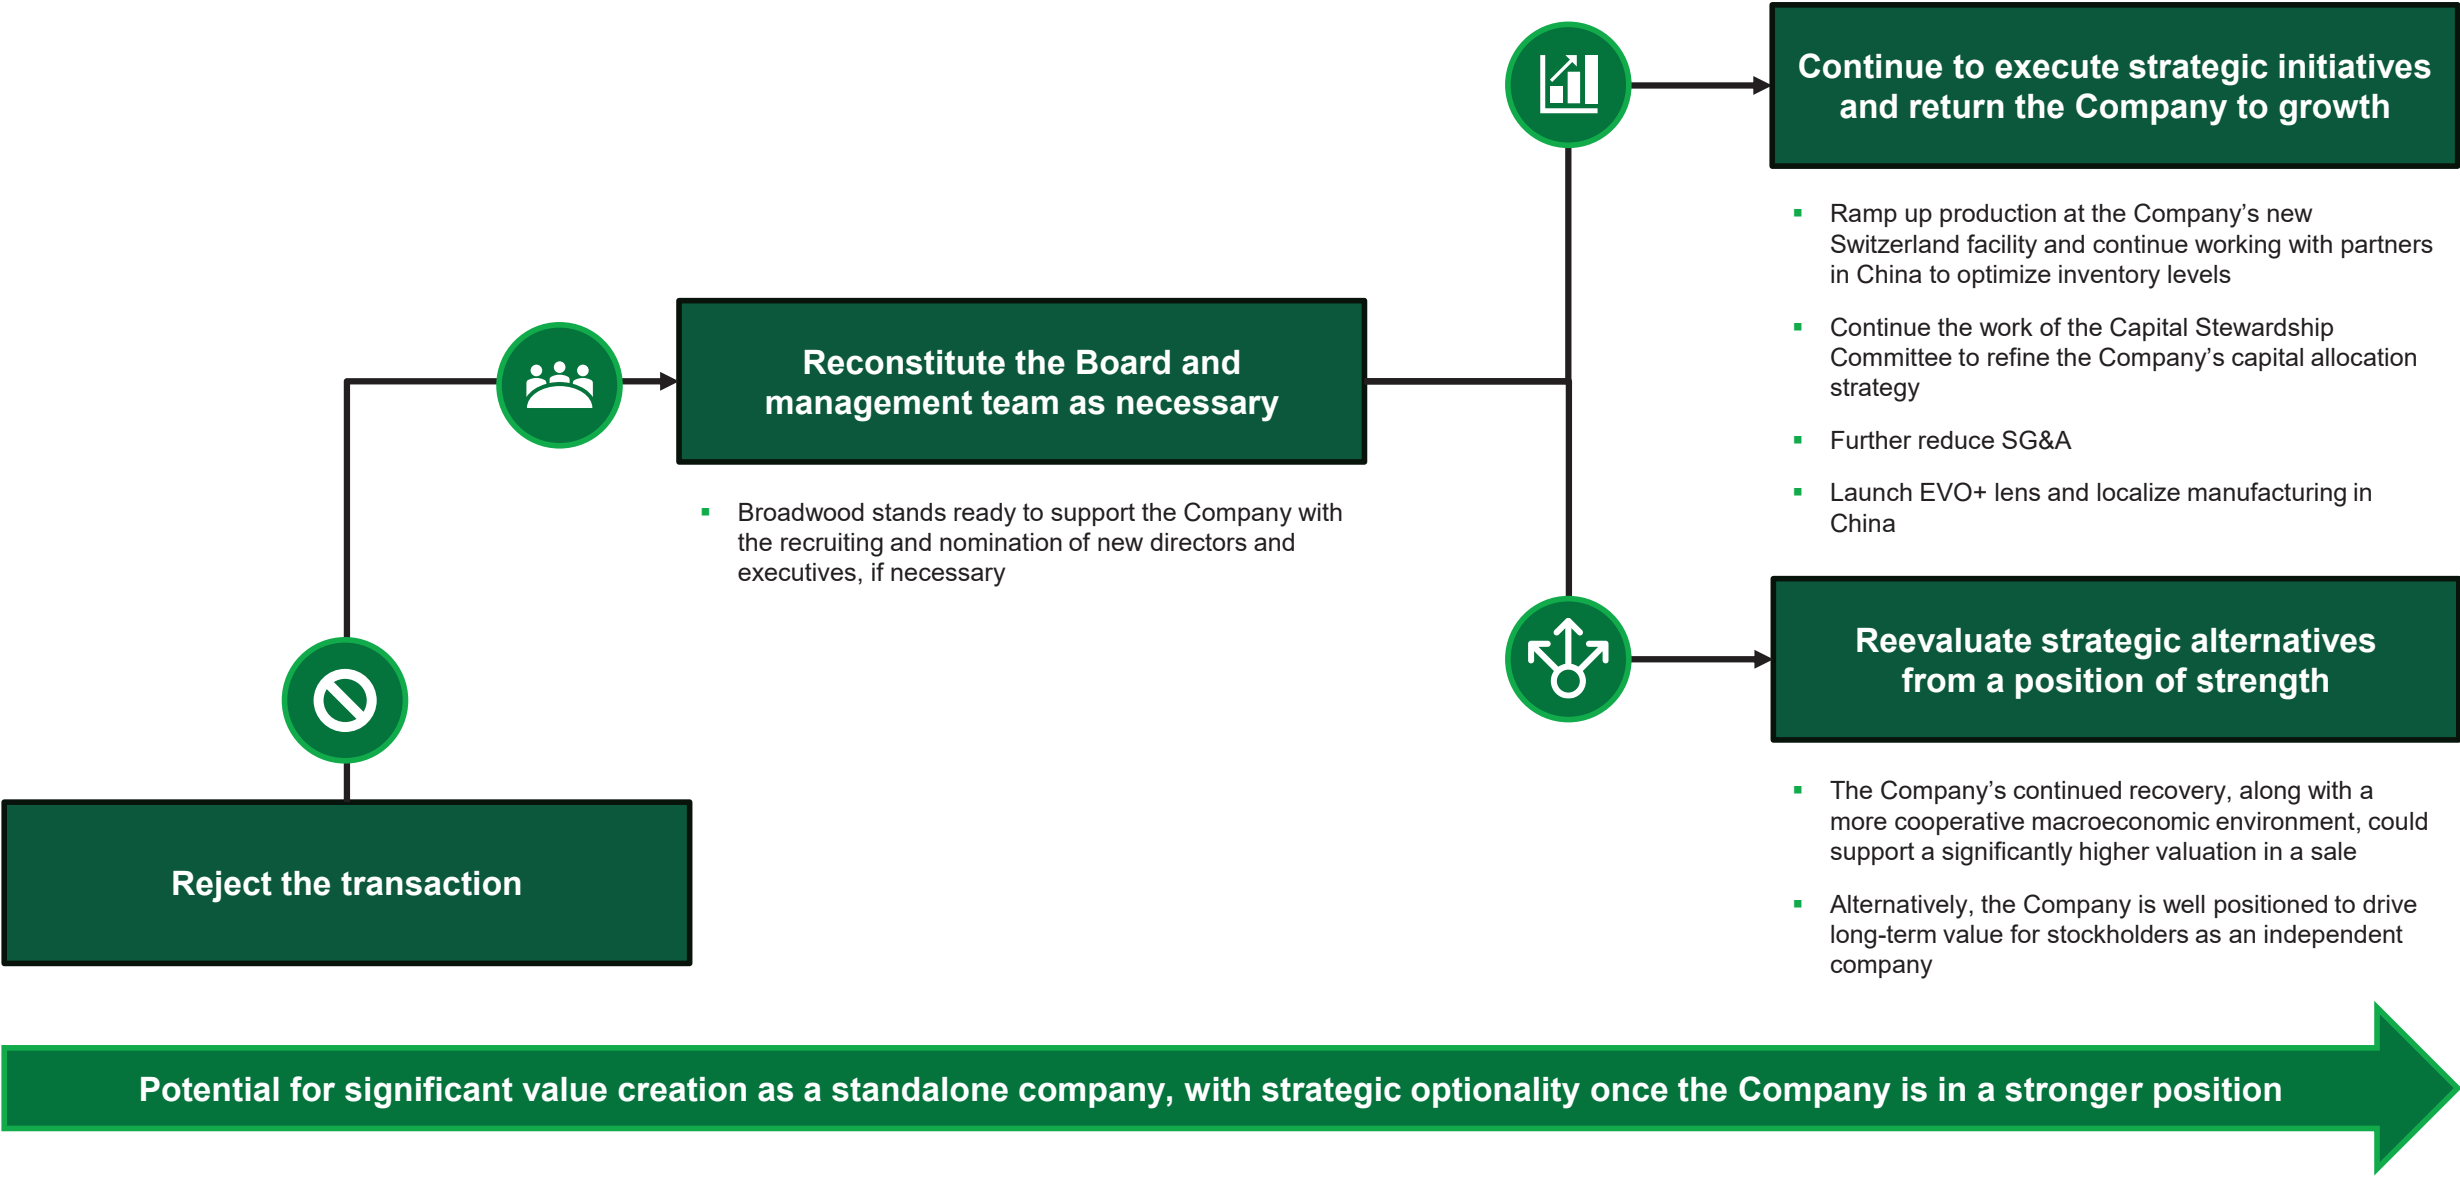 Continue to execute strategic initiatives
and return the Company to growth
▪ Ramp up production at the Company’s new
Switzerland facility and continue working with partners
in China to optimize inventory levels
▪ Continue the work of the Capital Stewardship
Committee to refine the Company’s capital allocation
strategy
▪ Further reduce SG&A
▪ Launch EVO+ lens and localize manufacturing in
China
Reconstitute the Board and
management team as necessary
▪ Broadwood stands ready to support the Company with
the recruiting and nomination of new directors and
executives, if necessary
Reevaluate strategic alternatives
from a position of strength
▪ The Company’s continued recovery, along with a
more cooperative macroeconomic environment, could
support a significantly higher valuation in a sale
▪ Alternatively, the Company is well positioned to drive
long-term value for stockholders as an independent
company
Reject the transaction
Potential for significant value creation as a standalone company, with strategic optionality once the Company is in a stronger position